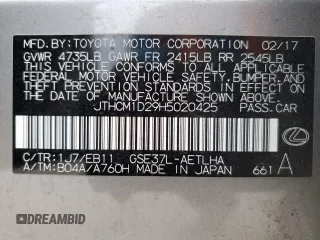 MFD.BY:TOYOTA MOTOR CORPORATION 02/17
GVWR 4735LB GAWR FR 2415LB RR 2545LB
THIS VEHICLE CONFORMS TO ALL APPLICABLE
FEDERAL MOTOR VEHICLE SAFETY, BUMPER,
AND THEFT PREVENTION STANDARDS IN EFFECT ON
THE DATE OF MANUFACTURE SHOWN ABOVE.
JTHCM1D29H5020425 PASS.CAR
C/TR:1J7/EB11 GSE37L-AETLHA
A/TM:B04A/A760H MADE IN JAPAN 661 A
DREAMBID